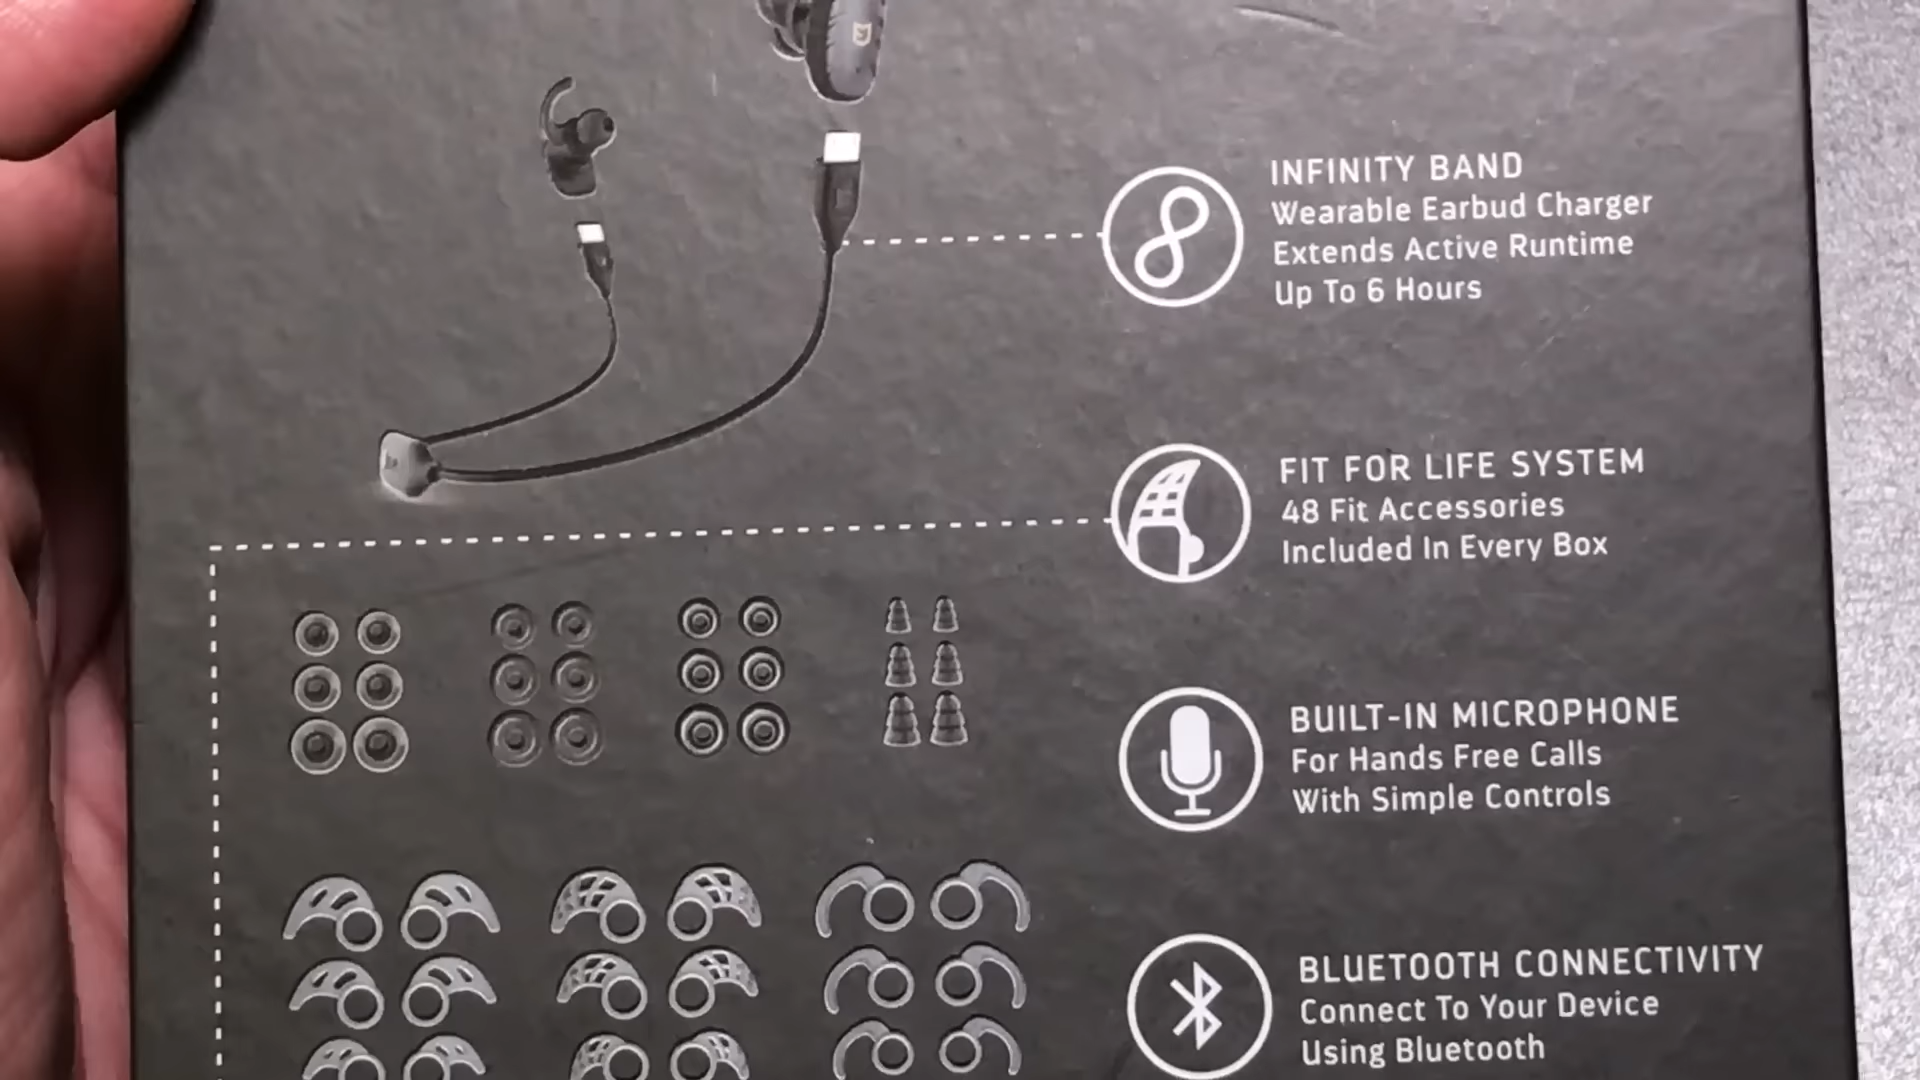 INFINITY BAND
Wearable Earbud Charger
Extends Active Runtime
Up To 6 Hours
FIT FOR LIFE SYSTEM
48 Fit Accessories
Included In Every Box
BUILT-IN MICROPHONE
For Hands Free Calls
With Simple Controls
BLUETOOTH CONNECTIVITY
Connect To Your Device
Using Bluetooth